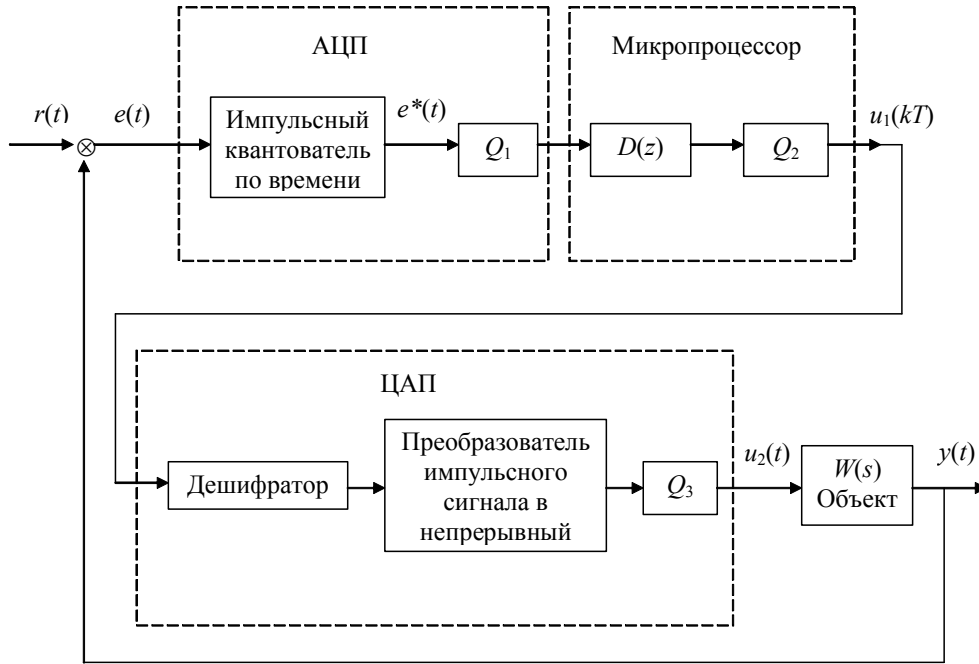 АЦП
Микропроцессор
r(t)
e(t)
Импульсный
квантователь
по времени
e*(t)
Q₁
D(z)
Q₂
u₁(kT)
ЦАП
Дешифратор
Преобразователь
импульсного
сигнала в
непрерывный
Q₃
u₂(t)
W(s)
Объект
y(t)